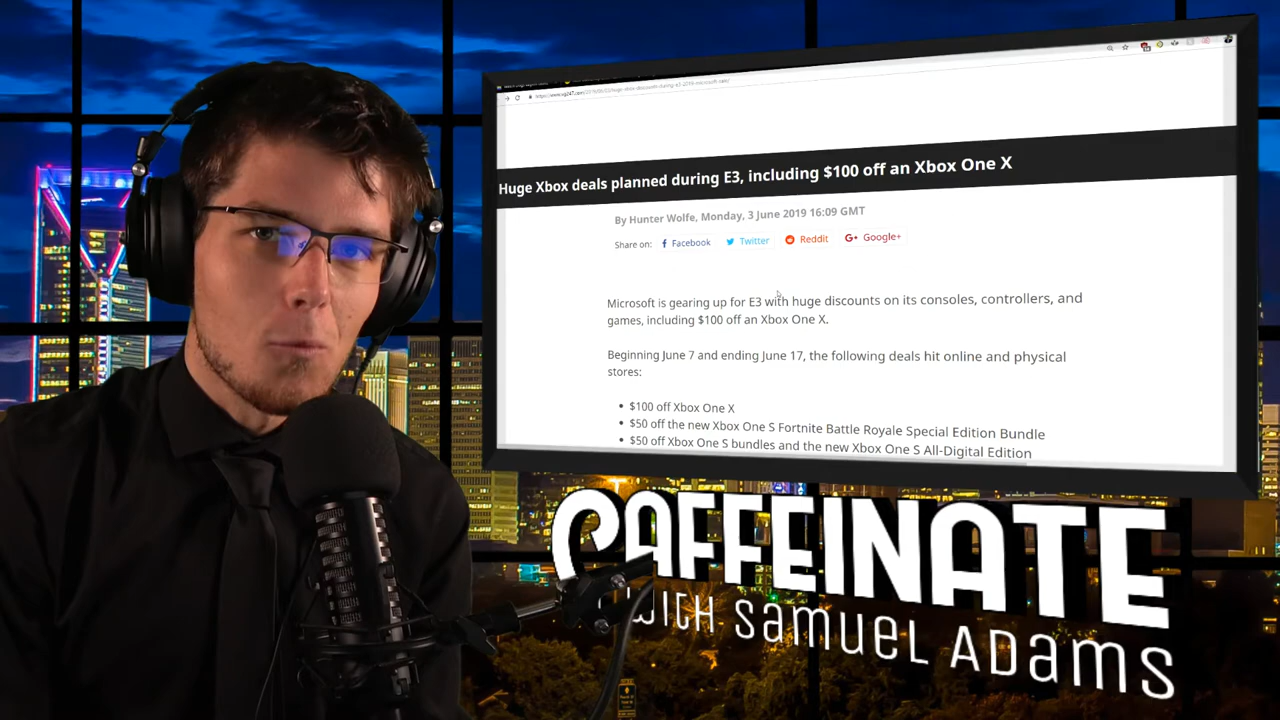 Huge Xbox deals planned during E3, including $100 off an Xbox One X
By Hunter Wolfe, Monday, 3 June 2019 16:09 GMT
Share on: Facebook Twitter Reddit Google+
Microsoft is gearing up for E3 with huge discounts on its consoles, controllers, and
games, including $100 off an Xbox One X.
Beginning June 7 and ending June 17, the following deals hit online and physical
stores:
• $100 off Xbox One X
• $50 off the new Xbox One S Fortnite Battle Royale Special Edition Bundle
• $50 off Xbox One S bundles and the new Xbox One S All-Digital Edition
CAFFEINATE
WITH SAMUEL ADAMS